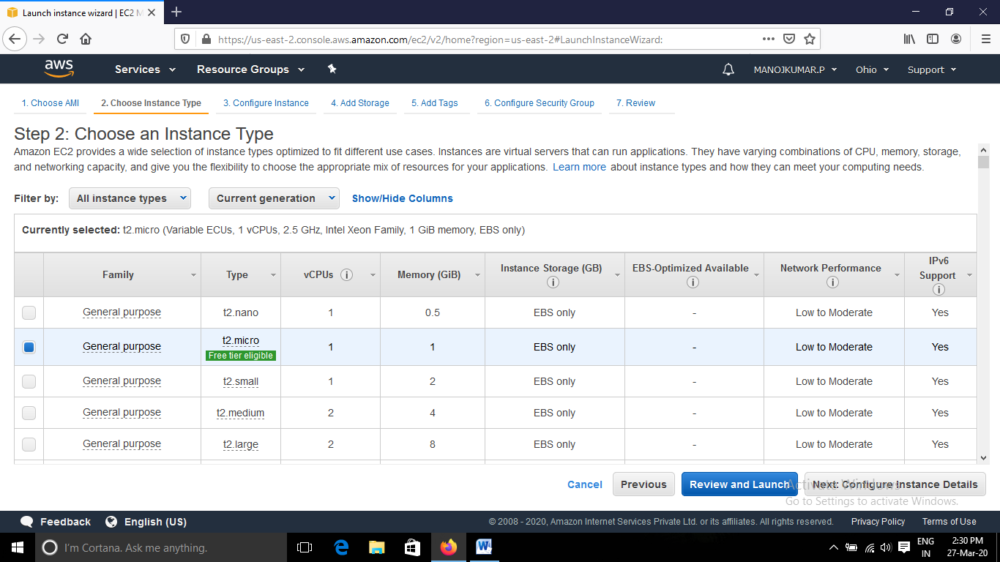 Launch instance wizard | EC2 M
https://us-east-2.console.aws.amazon.com/ec2/v2/home?region=us-east-2#LaunchInstanceWizard:
aws Services Resource Groups MANOJKUMAR.P Ohio Support
1. Choose AMI 2. Choose Instance Type 3. Configure Instance 4. Add Storage 5. Add Tags 6. Configure Security Group 7. Review
Step 2: Choose an Instance Type
Amazon EC2 provides a wide selection of instance types optimized to fit different use cases. Instances are virtual servers that can run applications. They have varying combinations of CPU, memory, storage,
and networking capacity, and give you the flexibility to choose the appropriate mix of resources for your applications. Learn more about instance types and how they can meet your computing needs.
Filter by: All instance types Current generation Show/Hide Columns
Currently selected: t2.micro (Variable ECUs, 1 vCPUs, 2.5 GHz, Intel Xeon Family, 1 GiB memory, EBS only)
Family Type vCPUs Memory (GiB) Instance Storage (GB) EBS-Optimized Available Network Performance IPv6 Support
General purpose t2.nano 1 0.5 EBS only - Low to Moderate Yes
General purpose t2.micro 1 1 EBS only - Low to Moderate Yes
Free tier eligible
General purpose t2.small 1 2 EBS only - Low to Moderate Yes
General purpose t2.medium 2 4 EBS only - Low to Moderate Yes
General purpose t2.large 2 8 EBS only - Low to Moderate Yes
Cancel Previous Review and Launch Next: Configure Instance Details
Activate Windows
Go to Settings to activate Windows.
Feedback English (US) © 2008 - 2020, Amazon Internet Services Private Ltd. or its affiliates. All rights reserved. Privacy Policy Terms of Use
I'm Cortana. Ask me anything. ENG 2:30 PM
IN 27-Mar-20